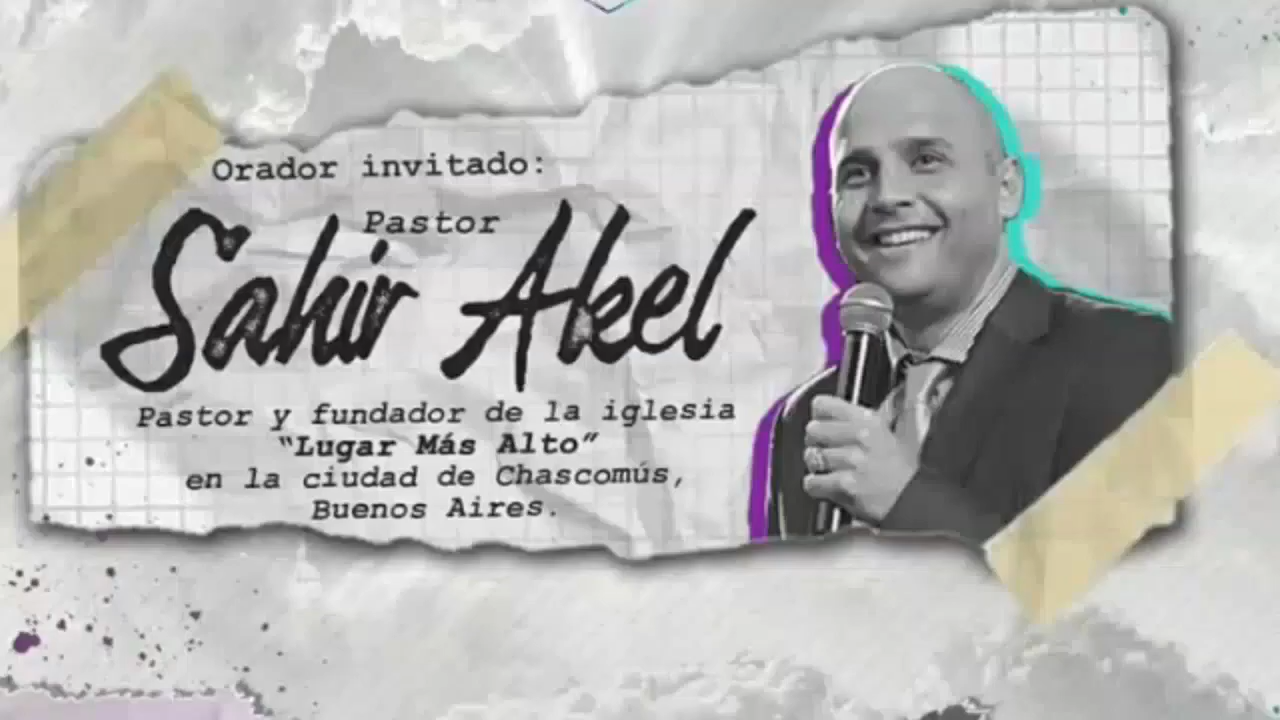 Orador invitado:
Pastor
Sahir Akel
Pastor y fundador de la iglesia
“Lugar Más Alto”
en la ciudad de Chascomús,
Buenos Aires.